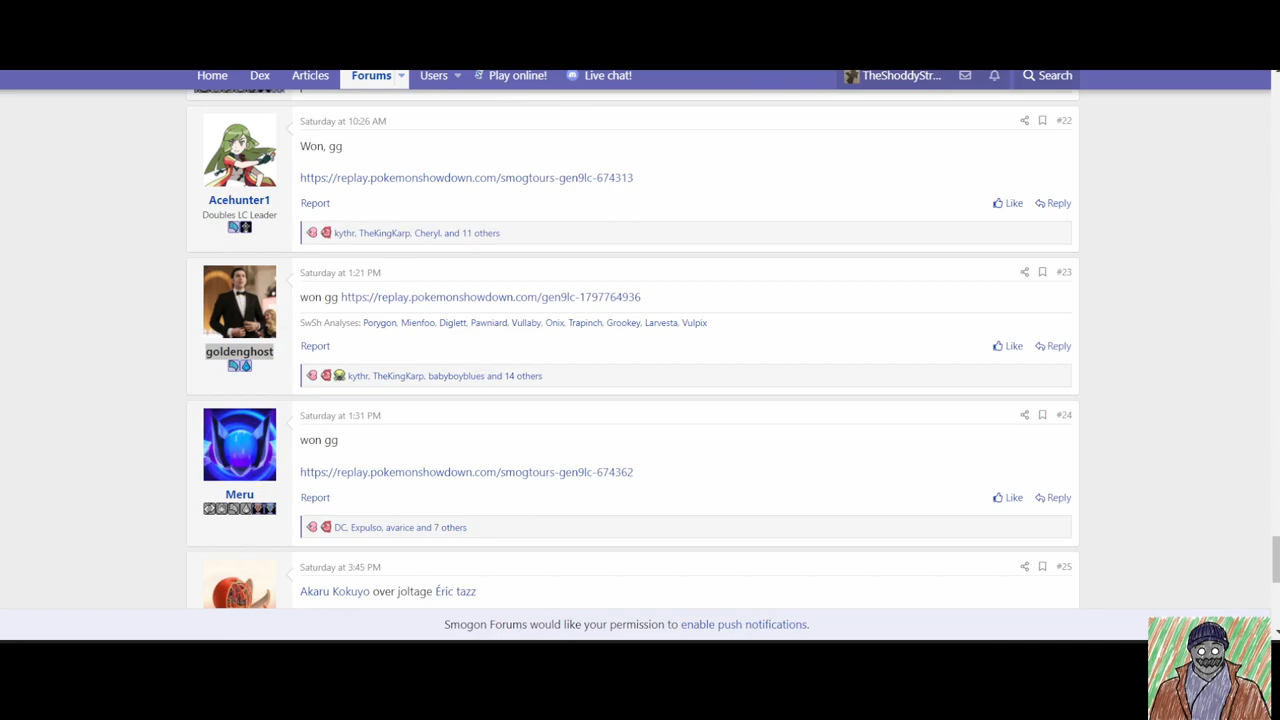 Home Dex Articles Forums Users Play online! Live chat! TheShoddyStr... Search
Saturday at 10:26 AM #22
Won, gg
https://replay.pokemonshowdown.com/smogtours-gen9lc-674313
Acehunter1
Doubles LC Leader
Report Like Reply
kythr, TheKingKarp, Cheryl. and 11 others
Saturday at 1:21 PM #23
won gg https://replay.pokemonshowdown.com/gen9lc-1797764936
SwSh Analyses: Porygon, Mienfoo, Diglett, Pawniard, Vullaby, Onix, Trapinch, Grookey, Larvesta, Vulpix
goldenghost
Report Like Reply
kythr, TheKingKarp, babyboyblues and 14 others
Saturday at 1:31 PM #24
won gg
https://replay.pokemonshowdown.com/smogtours-gen9lc-674362
Meru
Report Like Reply
DC, Expulso, avarice and 7 others
Saturday at 3:45 PM #25
Akaru Kokuyo over joltage Éric tazz
Smogon Forums would like your permission to enable push notifications.